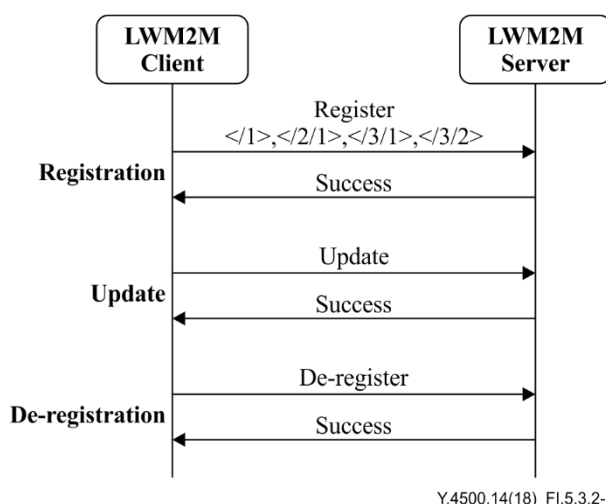 LWM2M
Client
LWM2M
Server
Register
</1>,</2/1>,</3/1>,</3/2>
Registration
Success
Update
Update
Success
De-register
De-registration
Success
Y.4500.14(18)_FI.5.3.2-